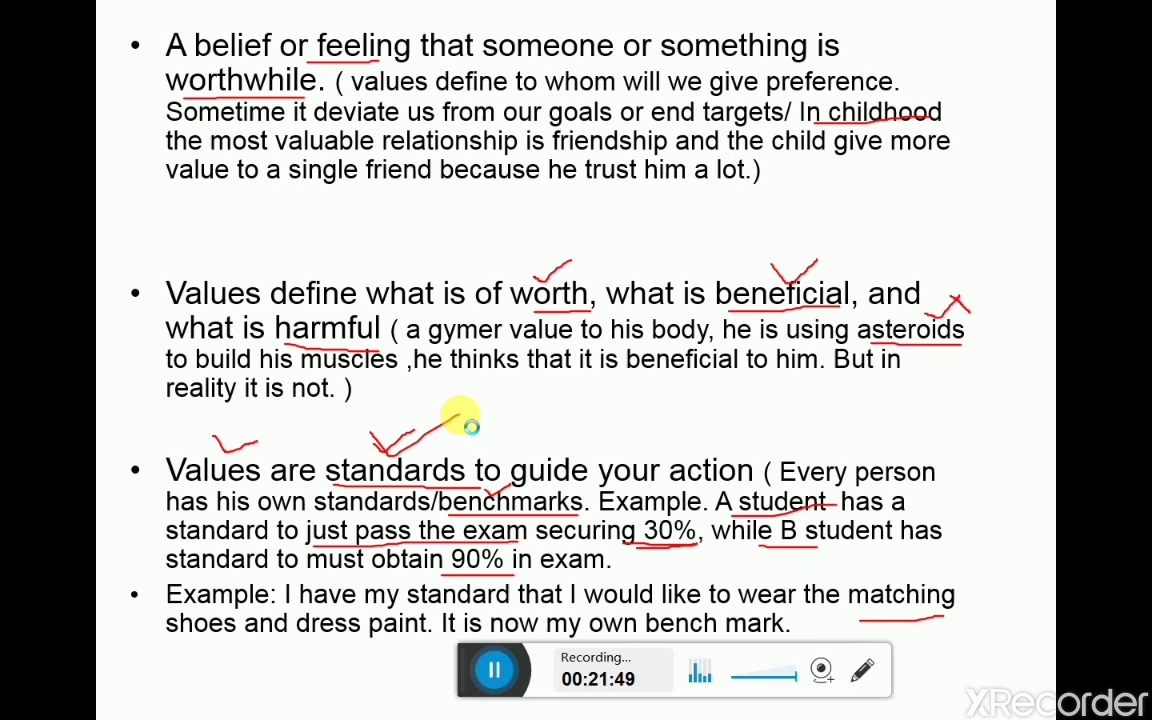 • A belief or feeling that someone or something is
worthwhile. ( values define to whom will we give preference.
Sometime it deviate us from our goals or end targets/ In childhood
the most valuable relationship is friendship and the child give more
value to a single friend because he trust him a lot.)
• Values define what is of worth, what is beneficial, and
what is harmful ( a gymer value to his body, he is using asteroids
to build his muscles ,he thinks that it is beneficial to him. But in
reality it is not. )
• Values are standards to guide your action ( Every person
has his own standards/benchmarks. Example. A student has a
standard to just pass the exam securing 30%, while B student has
standard to must obtain 90% in exam.
• Example: I have my standard that I would like to wear the matching
shoes and dress paint. It is now my own bench mark.
Recording...
00:21:49
XRecorder